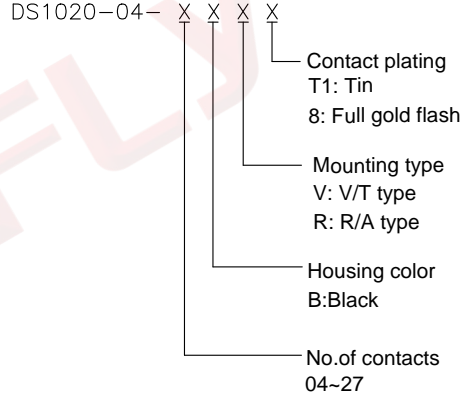 DS1020-04- X X X X
Contact plating
T1: Tin
8: Full gold flash
Mounting type
V: V/T type
R: R/A type
Housing color
B:Black
No.of contacts
04~27